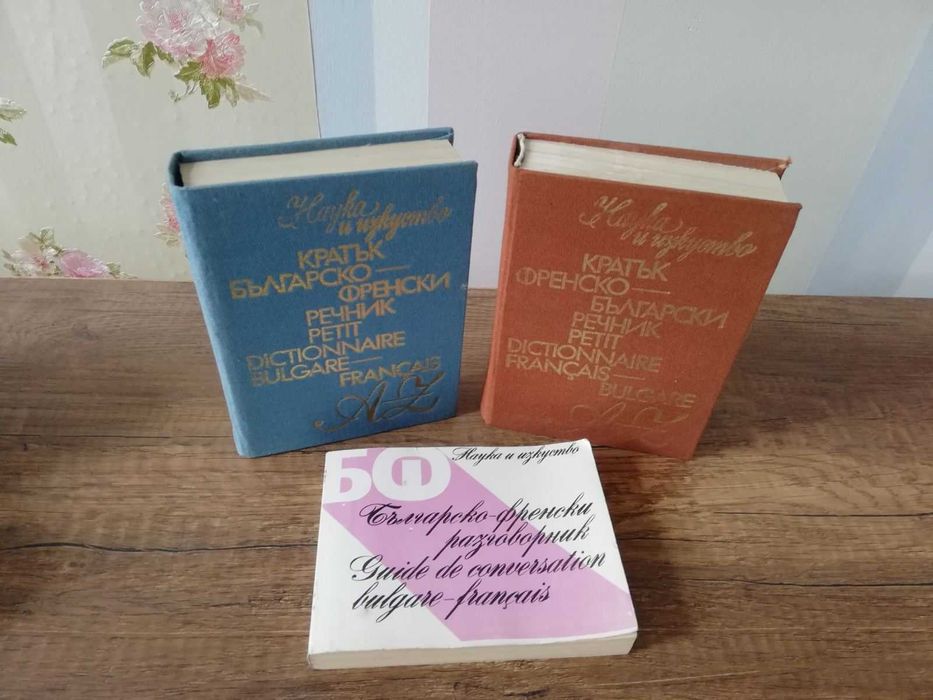 Наука
и изкуство
КРАТЪК
БЪЛГАРСКО—
ФРЕНСКИ
РЕЧНИК
PETIT
DICTIONNAIRE
BULGARE—
FRANÇAIS
A-Z
Наука
и изкуство
КРАТЪК
ФРЕНСКО—
БЪЛГАРСКИ
РЕЧНИК
PETIT
DICTIONNAIRE
FRANÇAIS—
BULGARE
A-Z
БФ
Наука и изкуство
Българско-френски
разговорник
Guide de conversation
bulgare-français